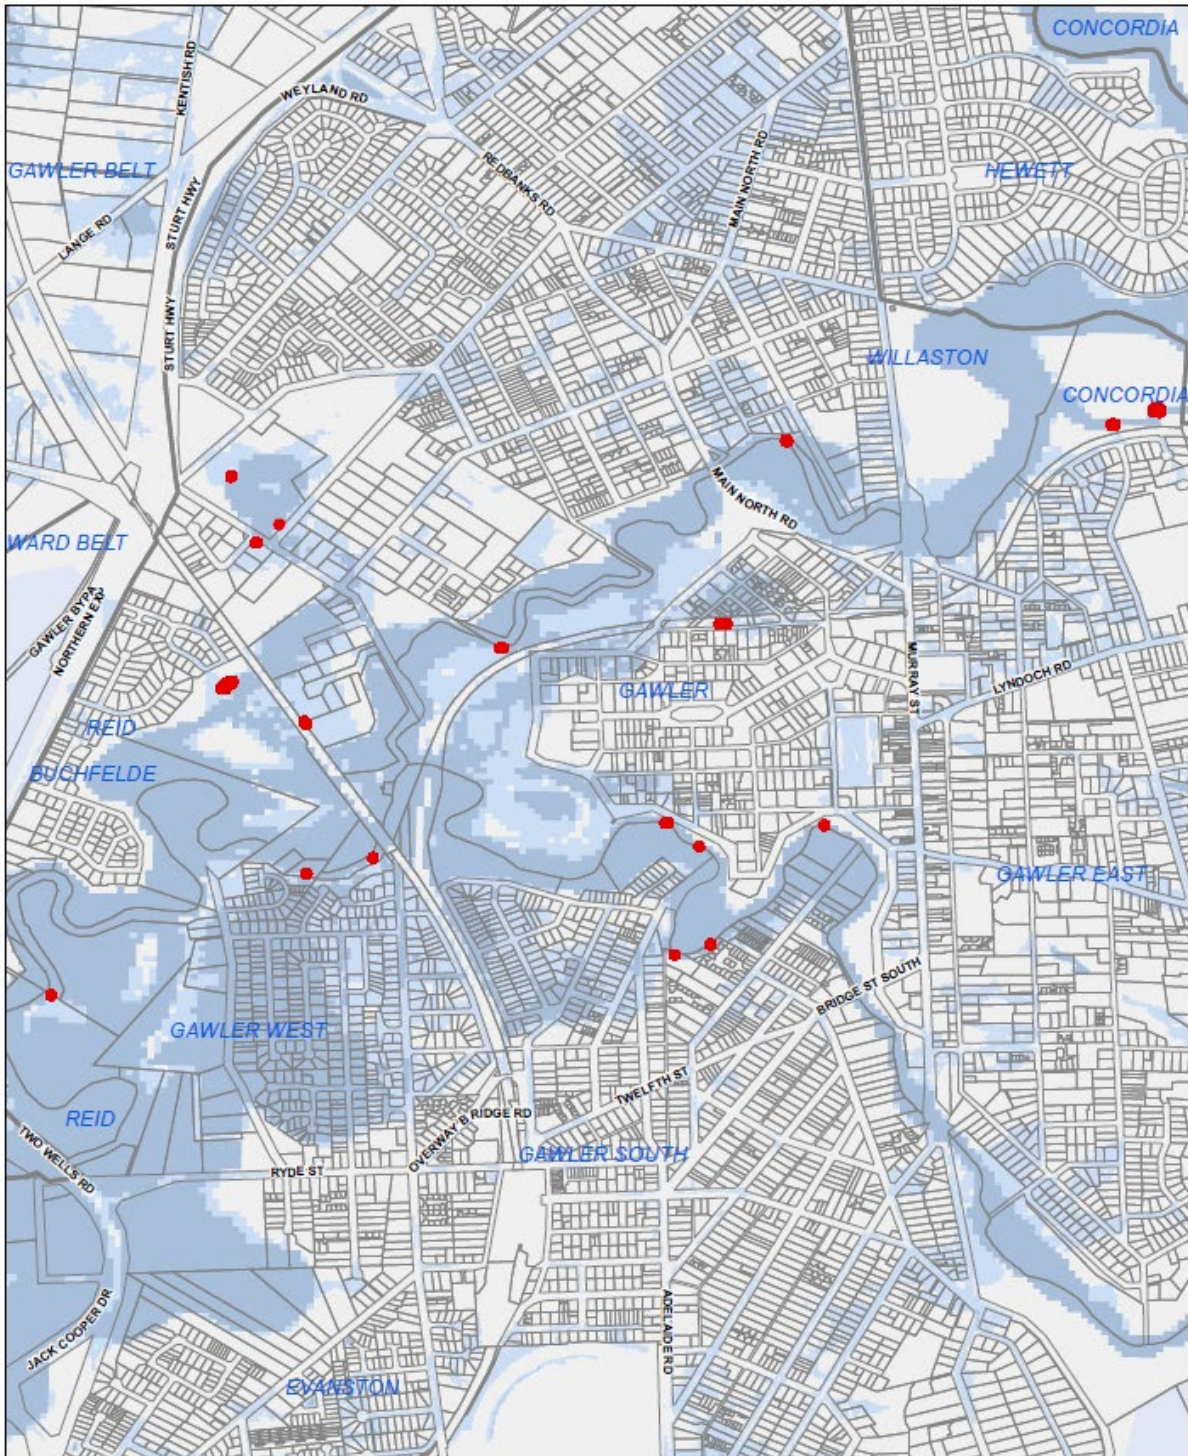 CONCORDIA
KENTISH RD
WEYLAND RD
GAWLER BELT
REDBANKS RD
MAIN NORTH RD
HEWETT
LANGE RD
STURT HWY
STURT HWY
WILLASTON
CONCORDIA
MAIN NORTH RD
WARD BELT
GAWLER BYPA
NORTHERN EXP
MURRAY ST
LYNDOCH RD
GAWLER
REID
BUCHFELDE
GAWLER EAST
BRIDGE ST SOUTH
GAWLER WEST
TWELFTH ST
REID
OVERWAY B RIDGE RD
TWO WELLS RD
GAWLER SOUTH
RYDE ST
ADELAIDE RD
JACK COOPER DR
EVANSTON